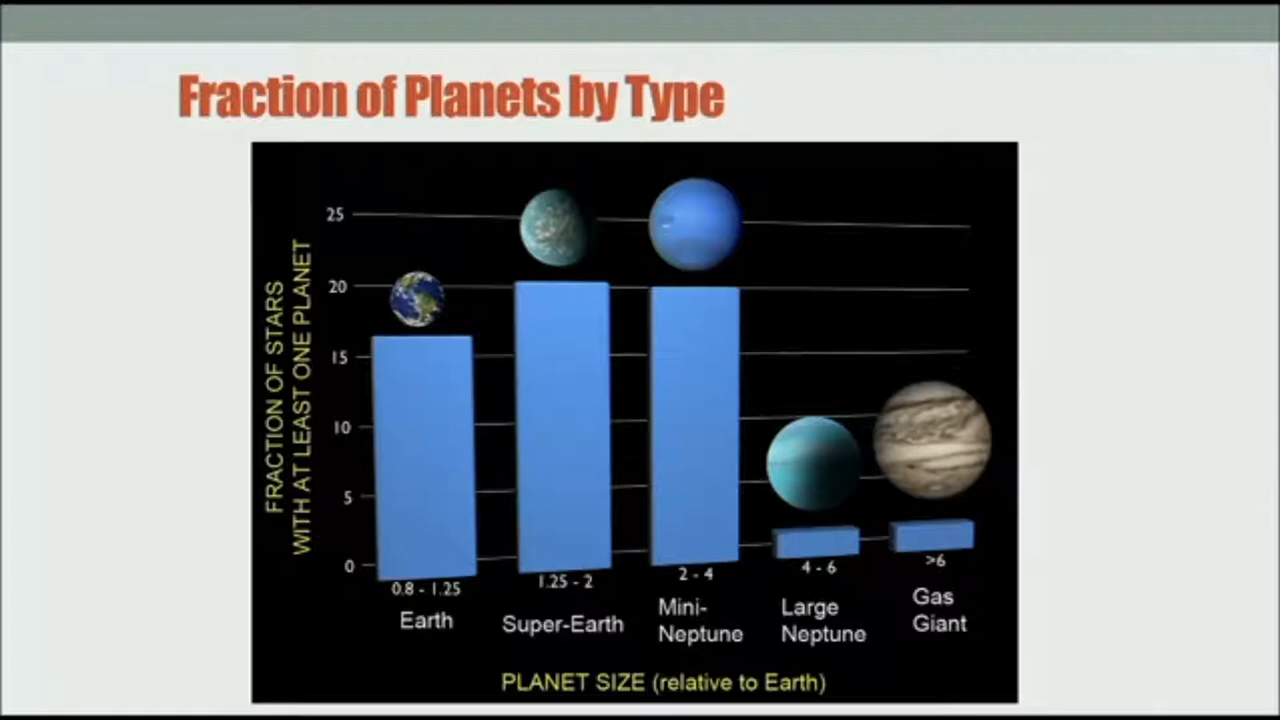 Fraction of Planets by Type
FRACTION OF STARS
WITH AT LEAST ONE PLANET
25
20
15
10
5
0
0.8 - 1.25
1.25 - 2
2 - 4
4 - 6
>6
Earth
Super-Earth
Mini-
Neptune
Large
Neptune
Gas
Giant
PLANET SIZE (relative to Earth)